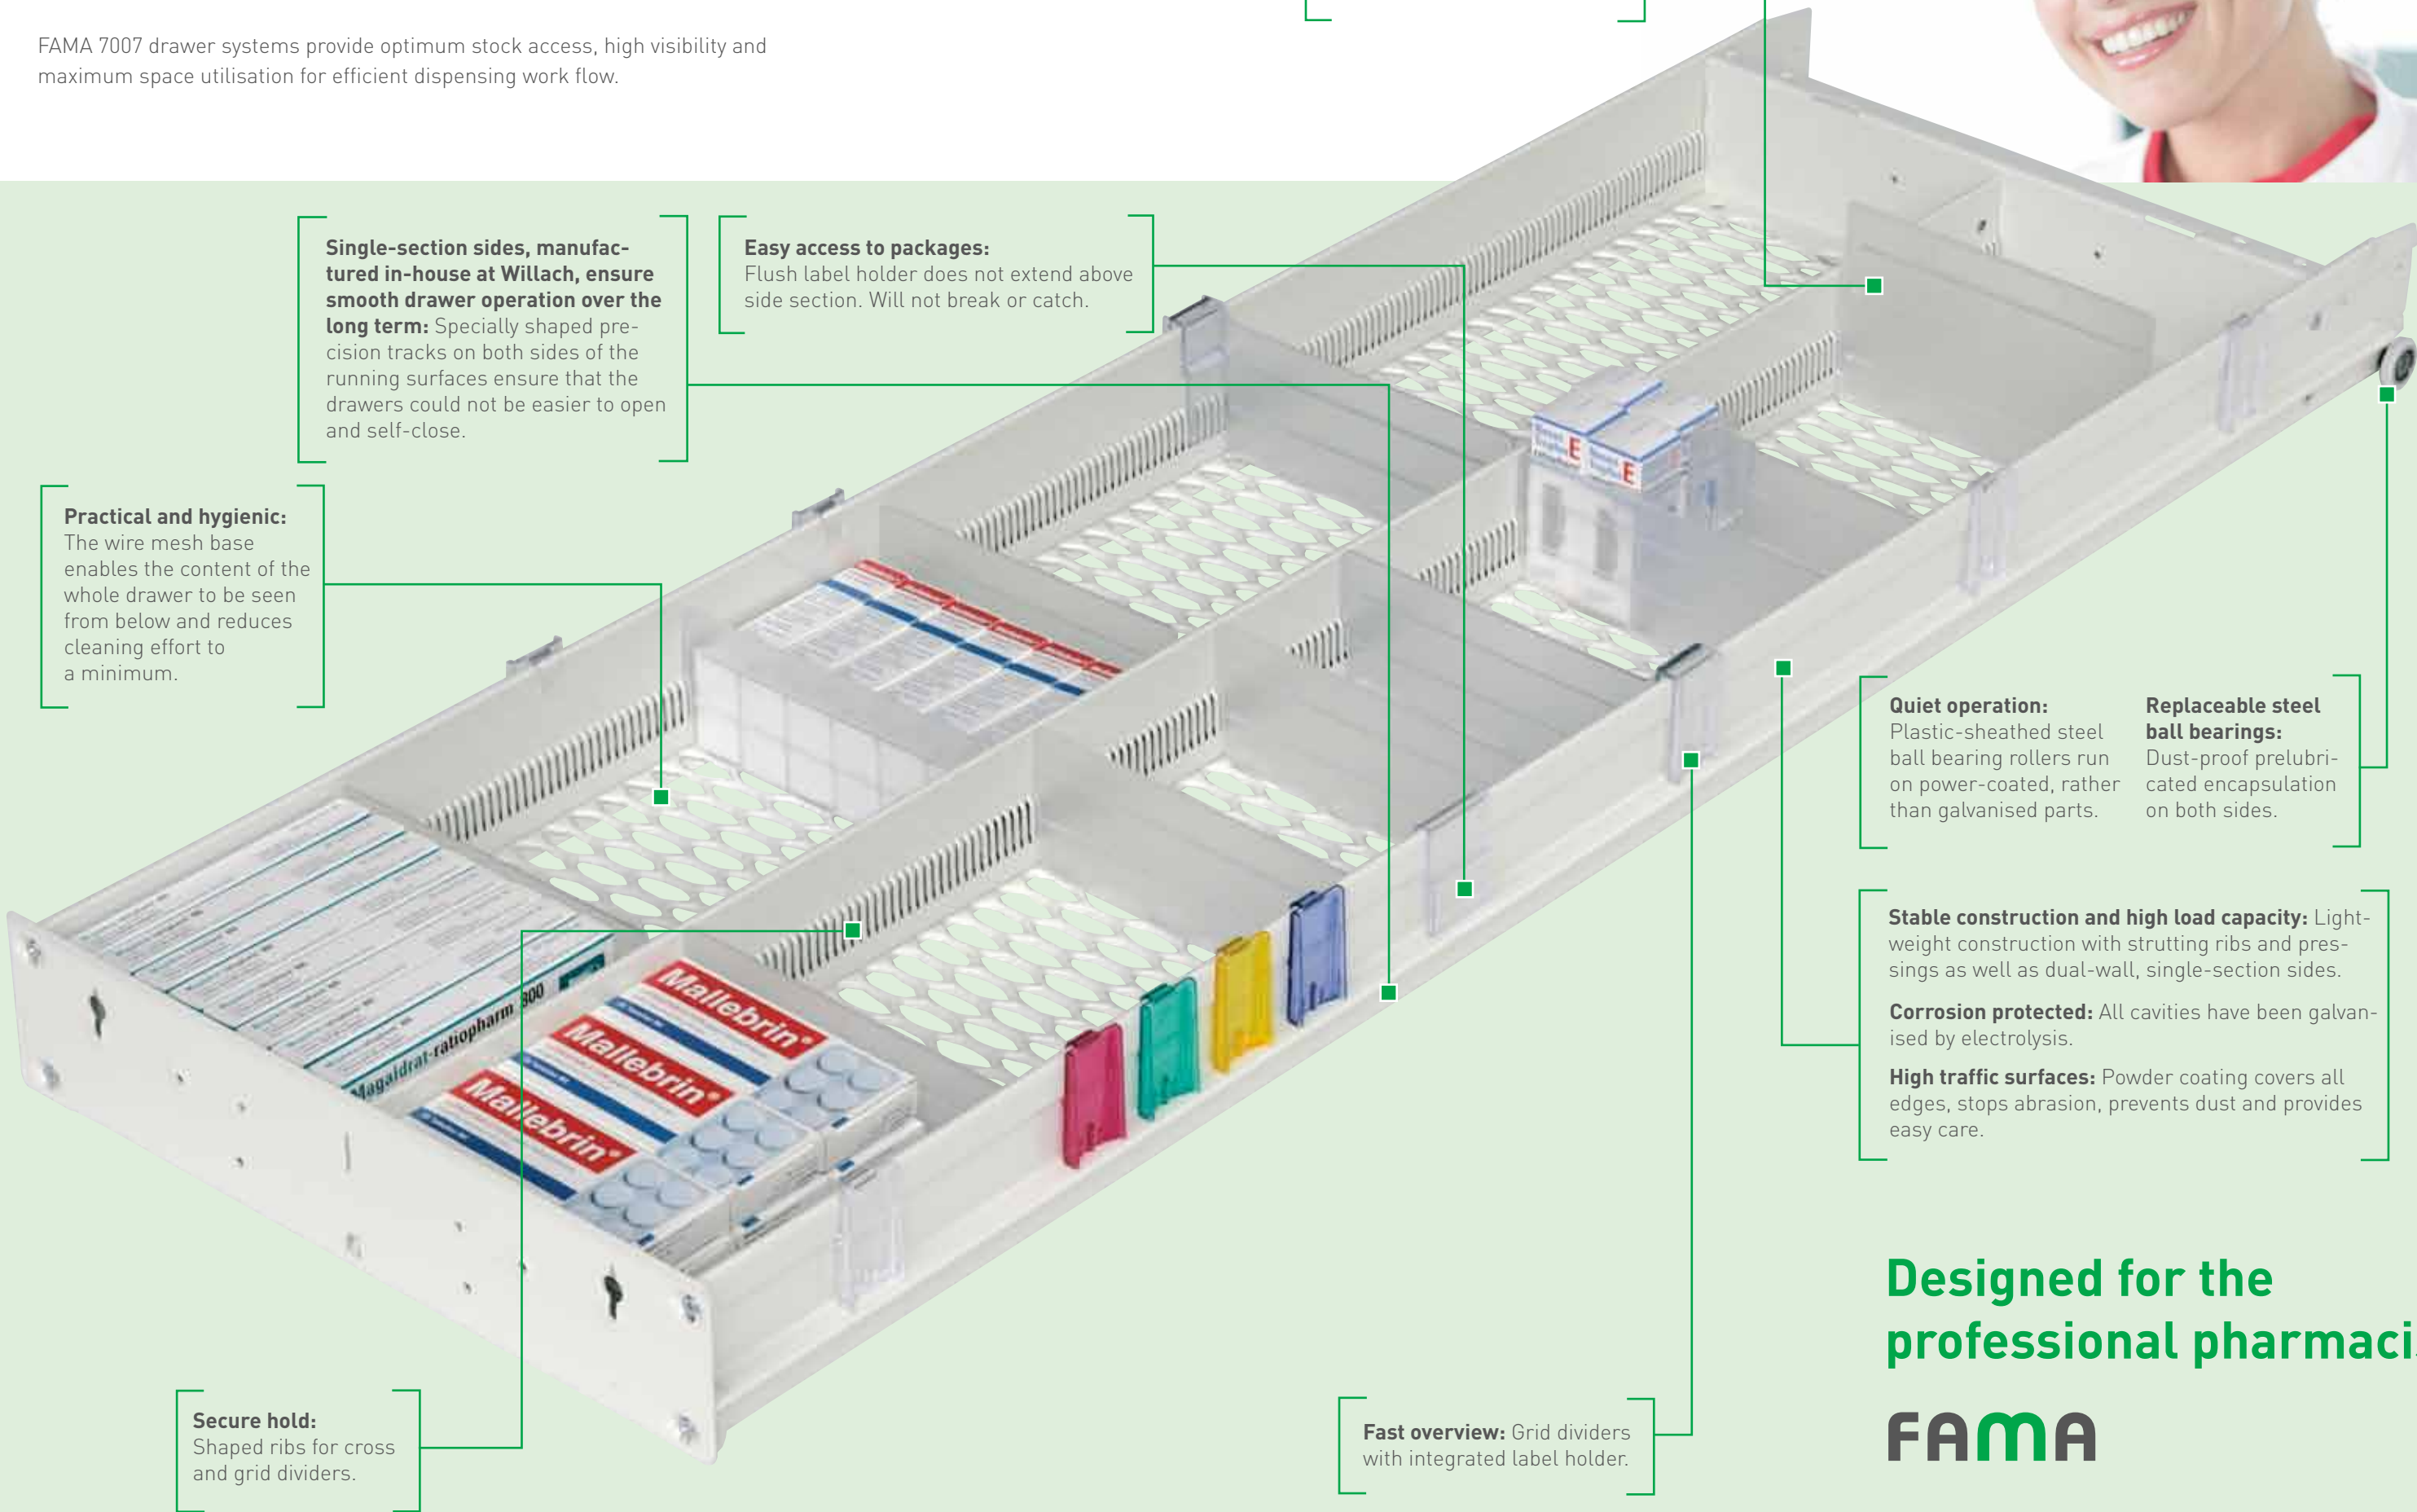 FAMA 7007 drawer systems provide optimum stock access, high visibility and
maximum space utilisation for efficient dispensing work flow.
Single-section sides, manufac-
tured in-house at Willach, ensure
smooth drawer operation over the
long term: Specially shaped pre-
cision tracks on both sides of the
running surfaces ensure that the
drawers could not be easier to open
and self-close.
Easy access to packages:
Flush label holder does not extend above
side section. Will not break or catch.
Practical and hygienic:
The wire mesh base
enables the content of the
whole drawer to be seen
from below and reduces
cleaning effort to
a minimum.
E
E
Quiet operation:
Plastic-sheathed steel
ball bearing rollers run
on power-coated, rather
than galvanised parts.
Replaceable steel
ball bearings:
Dust-proof prelubri-
cated encapsulation
on both sides.
Stable construction and high load capacity: Light-
weight construction with strutting ribs and pres-
sings as well as dual-wall, single-section sides.
Corrosion protected: All cavities have been galvan-
ised by electrolysis.
High traffic surfaces: Powder coating covers all
edges, stops abrasion, prevents dust and provides
easy care.
Magaldrat-ratiopharm 800
Mallebrin®
Mallebrin®
Mallebrin®
Designed for the
professional pharmaci
FAMA
Secure hold:
Shaped ribs for cross
and grid dividers.
Fast overview: Grid dividers
with integrated label holder.